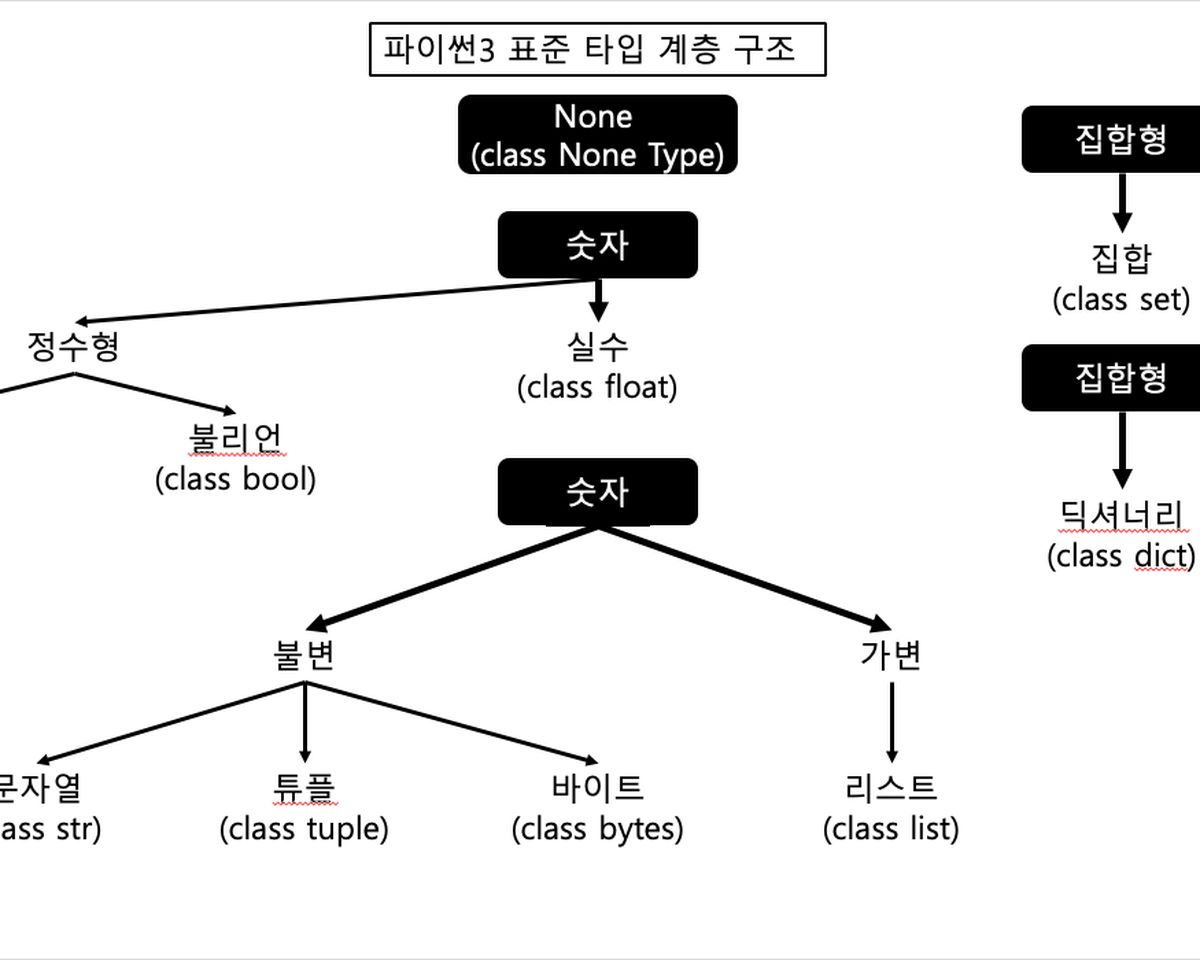 파이썬3 표준 타입 계층 구조
None
(class None Type)
집합형
숫자
집합
(class set)
정수형
실수
(class float)
집합형
불리언
(class bool)
숫자
딕셔너리
(class dict)
불변
가변
문자열
튜플
바이트
리스트
str)
(class tuple)
(class bytes)
(class list)